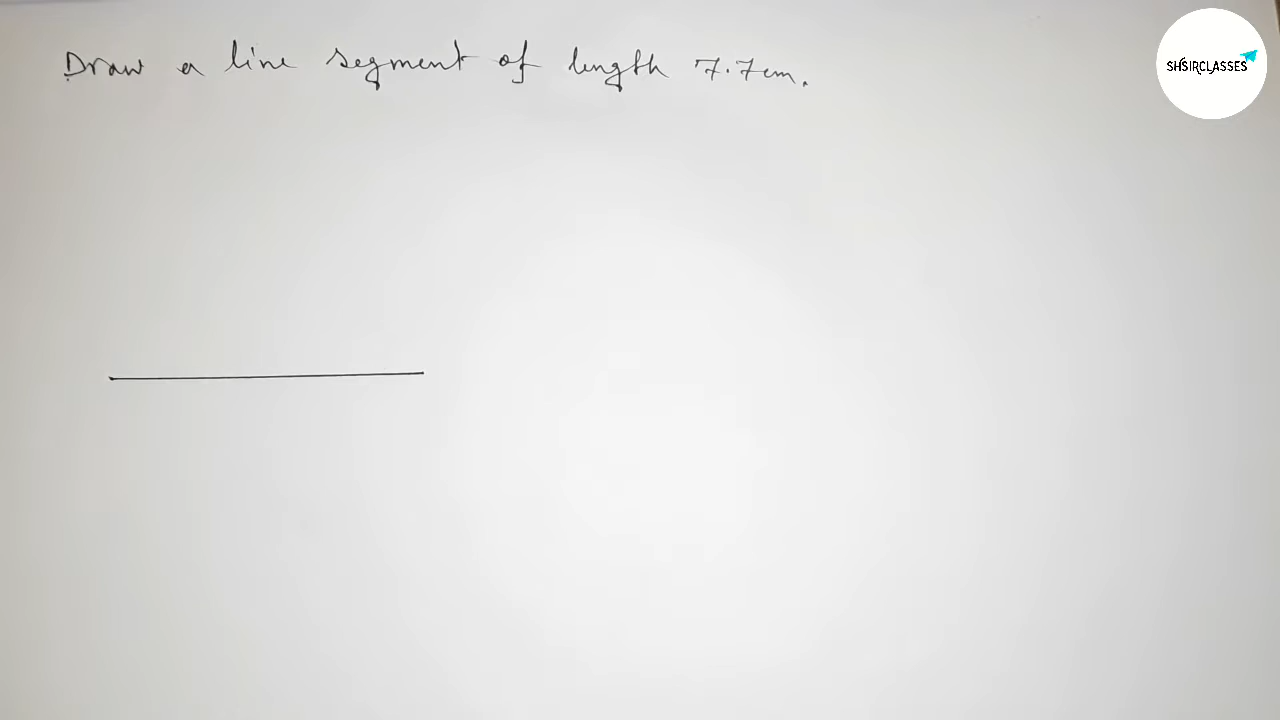 Draw a line segment of length 7.7cm.
SHSIRCLASSES